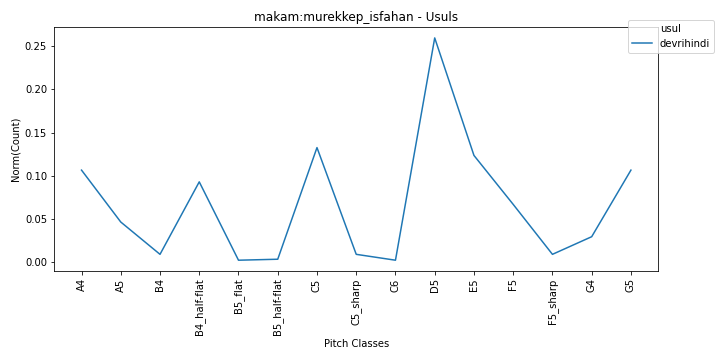 makam:murekkep_isfahan - Usuls
usul
devrihindi
Norm(Count)
0.25
0.20
0.15
0.10
0.05
0.00
A4
A5
B4
B4_half-flat
B5_flat
B5_half-flat
C5
C5_sharp
C6
D5
E5
F5
F5_sharp
G4
G5
Pitch Classes